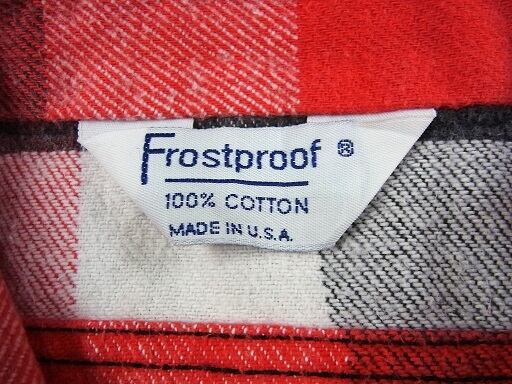 Frostproof ®
100% COTTON
MADE IN U.S.A.